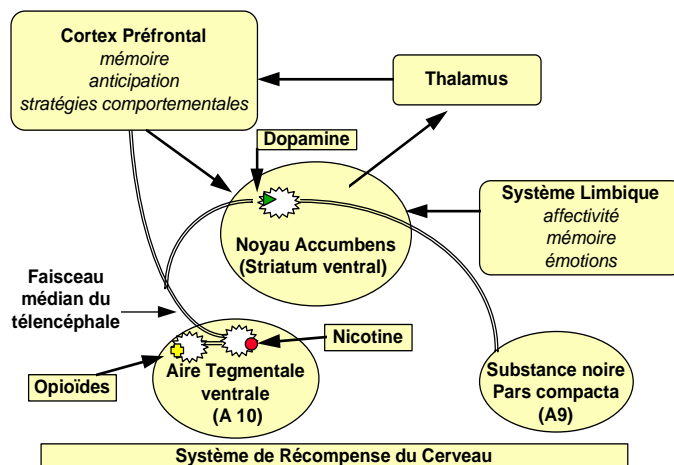 Cortex Préfrontal
mémoire
anticipation
stratégies comportementales
Thalamus
Dopamine
Système Limbique
affectivité
mémoire
émotions
Noyau Accumbens
(Striatum ventral)
Faisceau
médian du
télencéphale
Nicotine
Opioïdes
Aire Tegmentale
ventrale
(A 10)
Substance noire
Pars compacta
(A9)
Système de Récompense du Cerveau